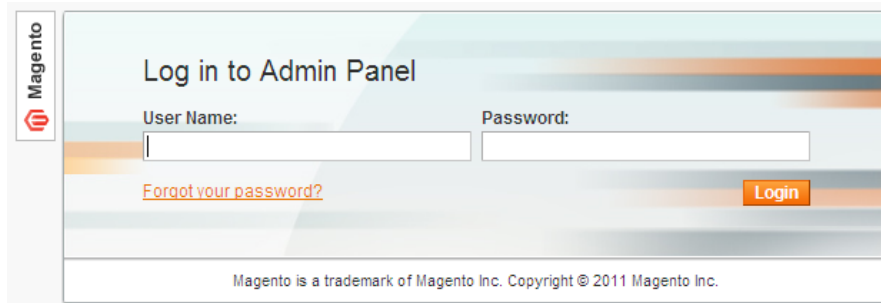 Magento
Log in to Admin Panel
User Name:
Password:
Forgot your password?
Login
Magento is a trademark of Magento Inc. Copyright © 2011 Magento Inc.